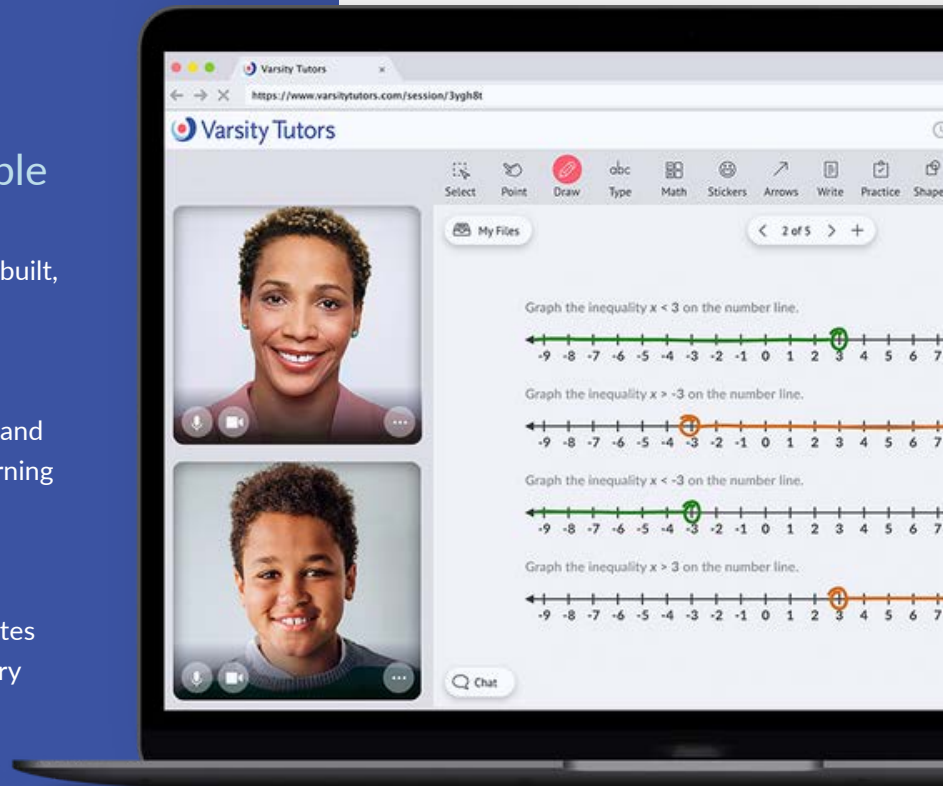 Varsity Tutors
https://www.varsitytutors.com/session/3ygh8t
Varsity Tutors
built,
and
Select Point Draw abc Type Math Stickers Arrows Write Practice
My Files
2 of 5
Graph the inequality x < 3 on the number line.
-9 -8 -7 -6 -5 -4 -3 -2 -1 0 1 2 3 4 5 6 7
Graph the inequality x > -3 on the number line.
-9 -8 -7 -6 -5 -4 -3 -2 -1 0 1 2 3 4 5 6 7
Graph the inequality x < -3 on the number line.
-9 -8 -7 -6 -5 -4 -3 -2 -1 0 1 2 3 4 5 6 7
Graph the inequality x > 3 on the number line.
-9 -8 -7 -6 -5 -4 -3 -2 -1 0 1 2 3 4 5 6 7
Chat